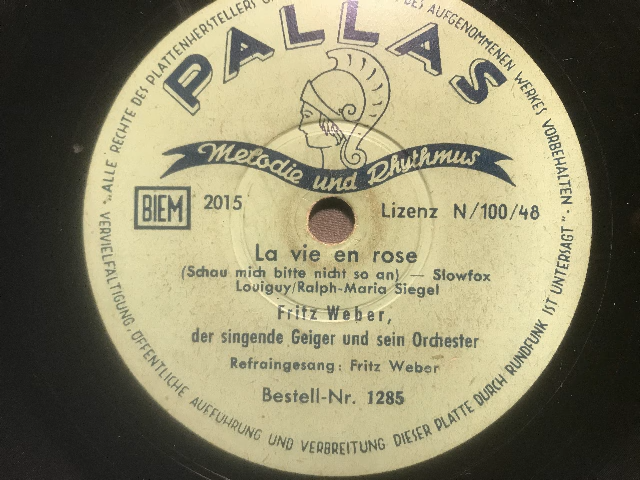 PALLAS
Melodie und Rhythmus
BIEM 2015 Lizenz N/100/48
La vie en rose
(Schau mich bitte nicht so an) — Slowfox
Louiguy/Ralph-Maria Siegel
Fritz Weber,
der singende Geiger und sein Orchester
Refraingesang: Fritz Weber
Bestell-Nr. 1285
"ALLE RECHTE DES PLATTENHERSTELLERS
DES AUFGENOMMENEN WERKES VORBEHALTEN · VERVIELFÄLTIGUNG, ÖFFENTLICHE AUFFÜHRUNG UND VERBREITUNG DIESER PLATTE DURCH RUNDFUNK IST UNTERSAGT"